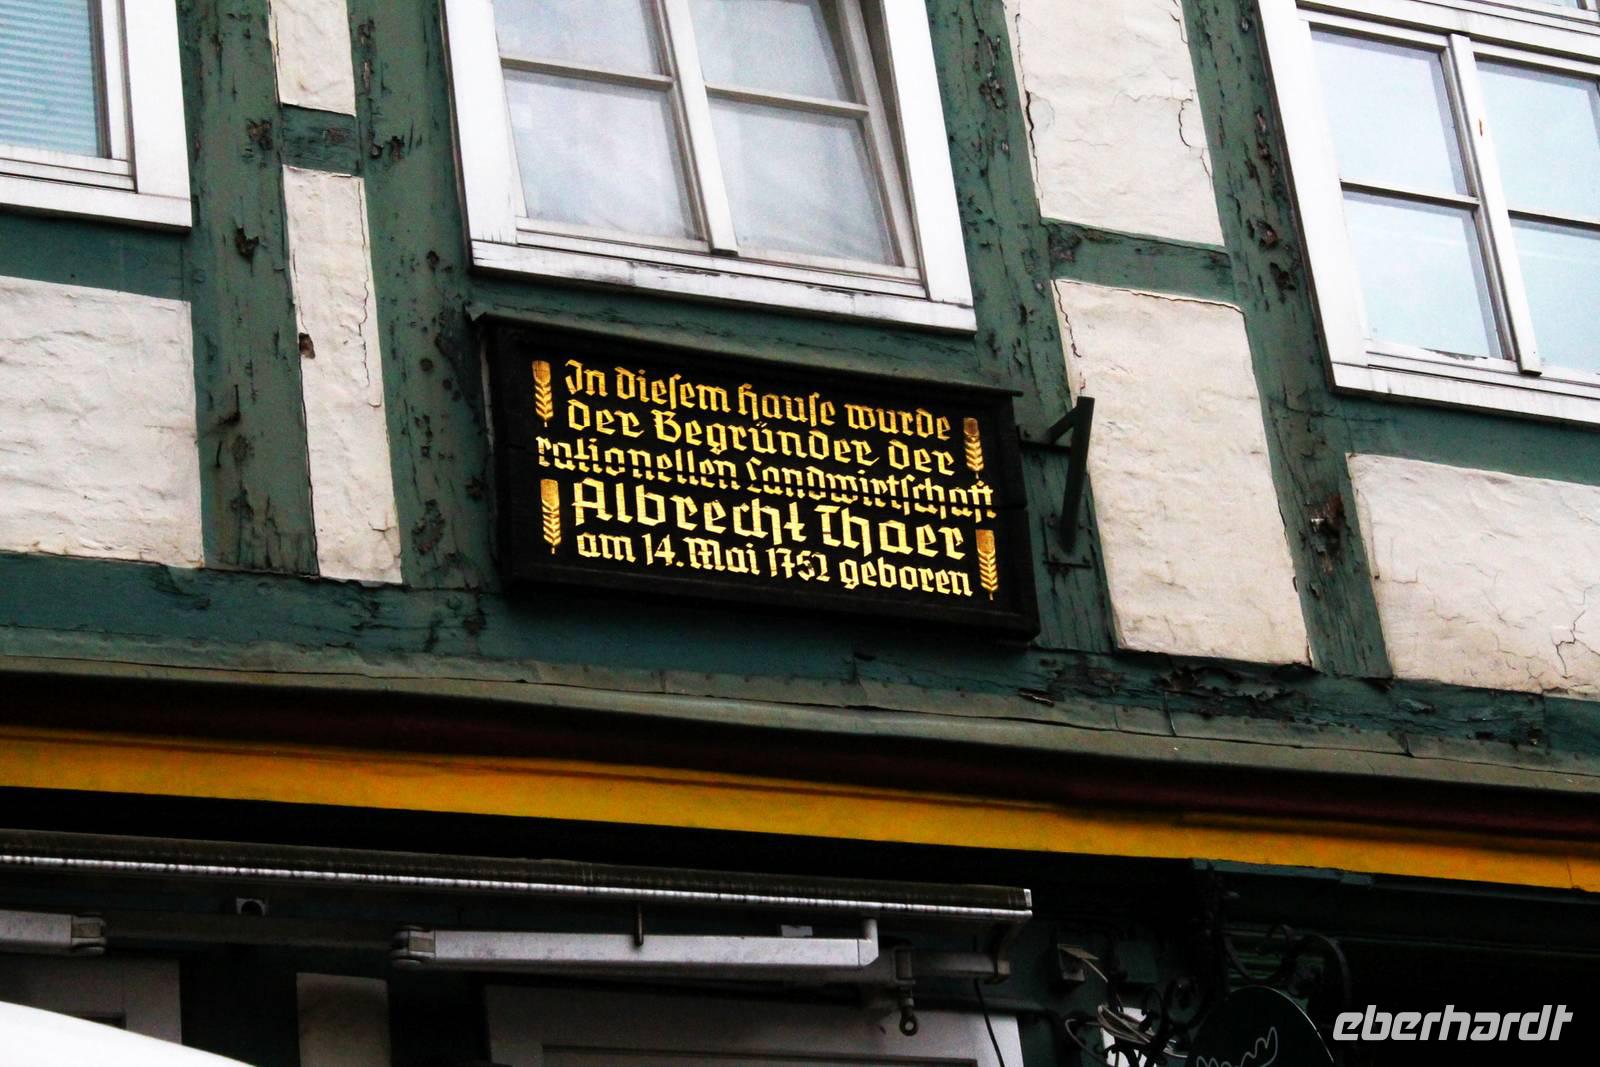 In diesem Hause wurde
der Begründer der
rationellen Landwirtschaft
Albrecht Thaer
am 14. Mai 1752 geboren
eberhardt